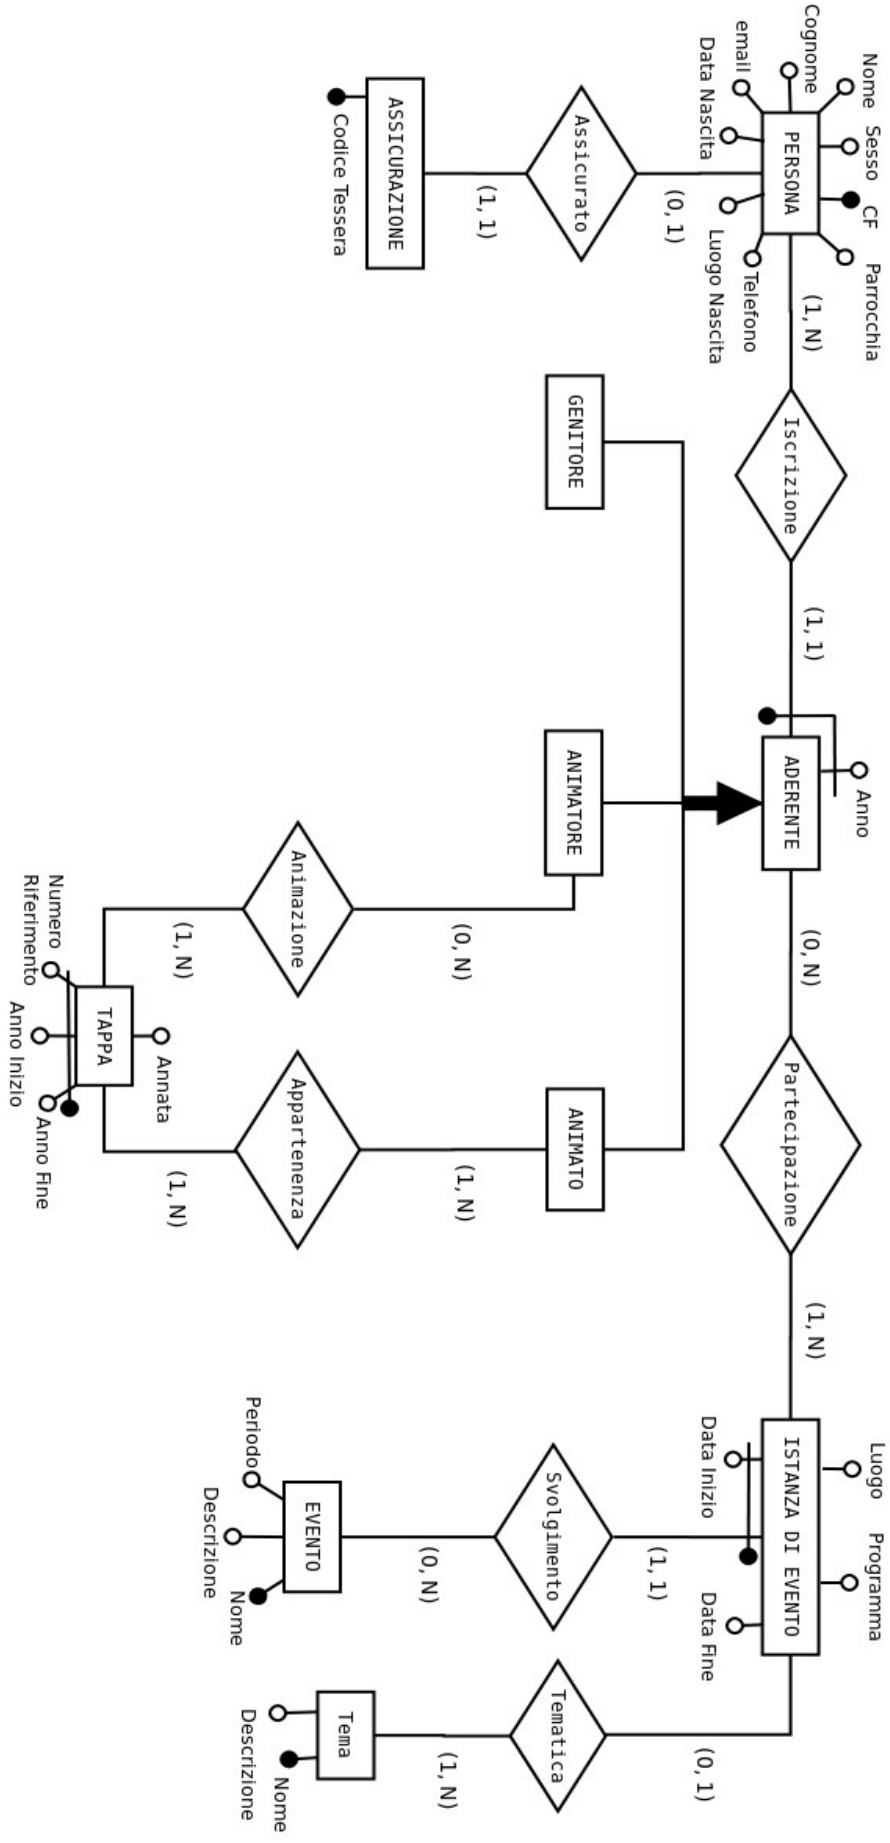 Nome
Sesso
CF
Parrocchia
Cognome
email
Data Nascita
PERSONA
Luogo Nascita
Telefono
(1, N)
Iscrizione
(1, 1)
Anno
ADERENTE
(0, N)
Partecipazione
(1, N)
Luogo
Programma
ISTANZA DI EVENTO
Data Inizio
Data Fine
(0, 1)
Assicurato
(1, 1)
ASSICURAZIONE
Codice Tessera
GENITORE
ANIMATORE
ANIMATO
(0, N)
Animazione
(1, N)
(1, N)
Appartenenza
(1, N)
Annata
TAPPA
Numero
Riferimento
Anno Inizio
Anno Fine
(1, 1)
Svolgimento
(0, N)
EVENTO
Periodo
Descrizione
Nome
(0, 1)
Tematica
(1, N)
Tema
Descrizione
Nome